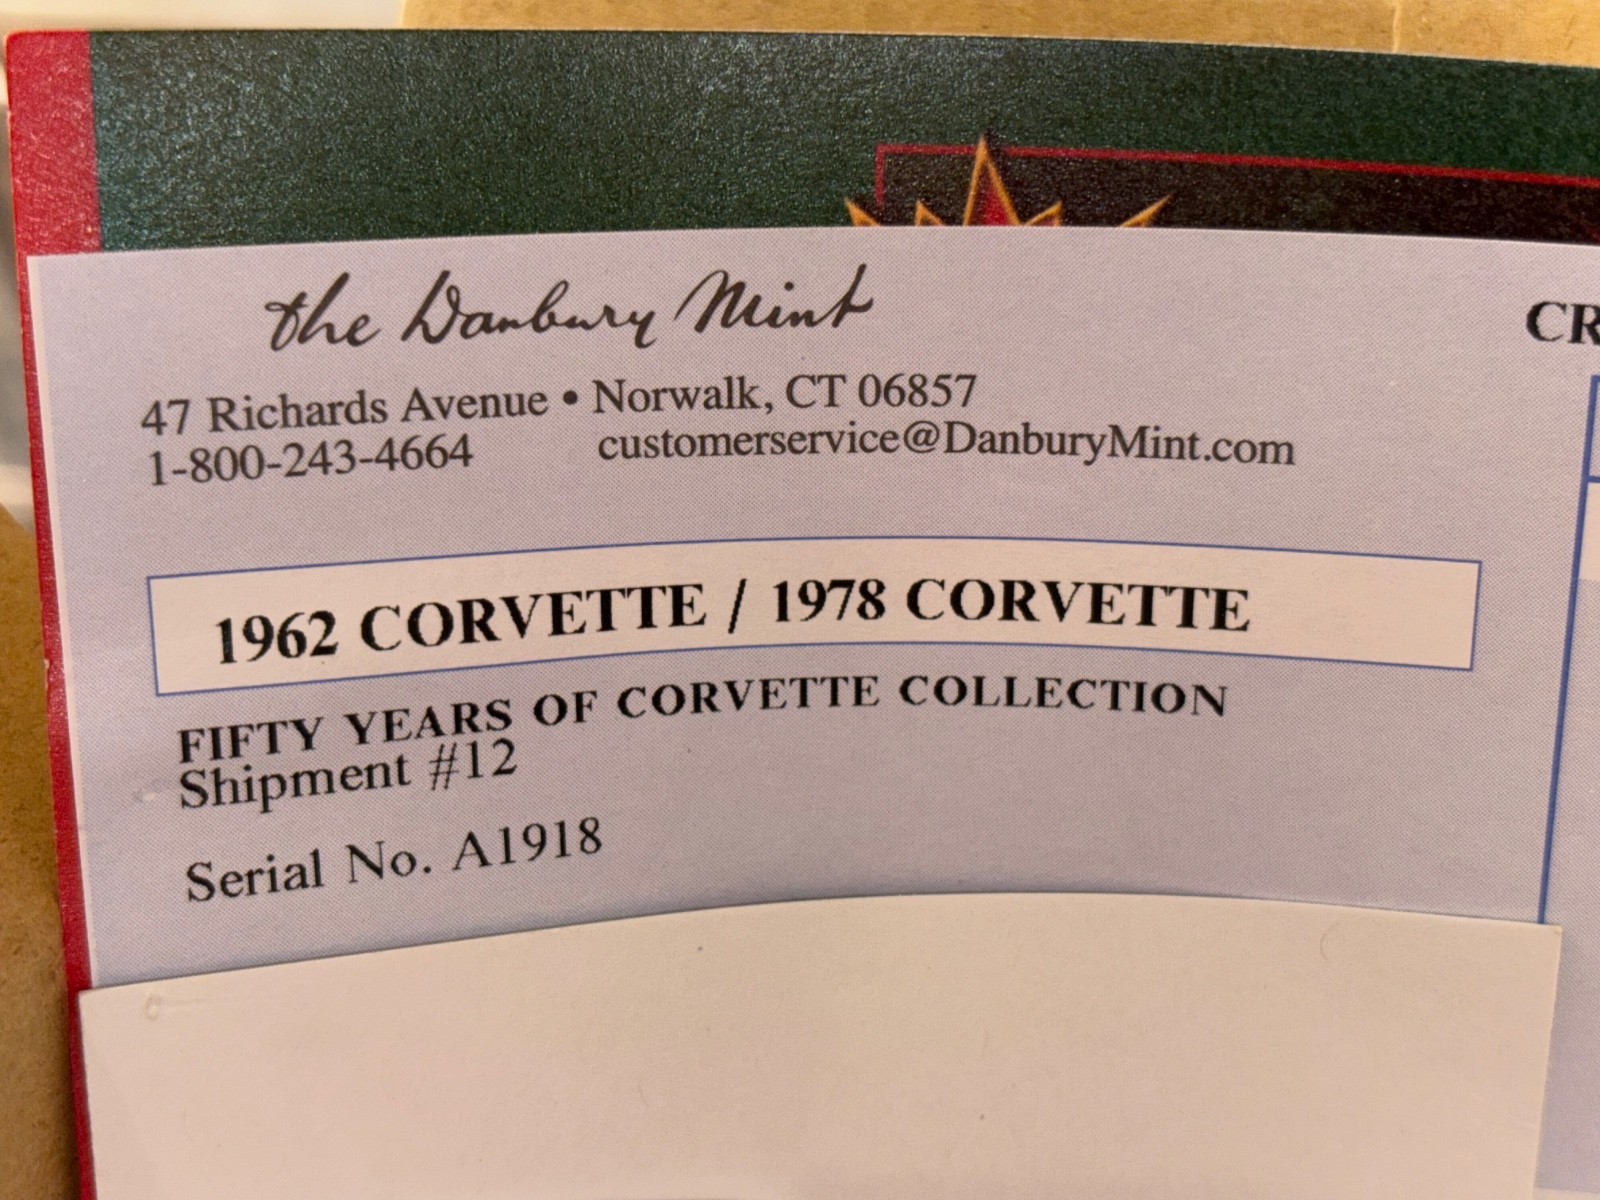 the Danbury Mint
47 Richards Avenue • Norwalk, CT 06857
1-800-243-4664 customerservice@DanburyMint.com
1962 CORVETTE / 1978 CORVETTE
FIFTY YEARS OF CORVETTE COLLECTION
Shipment #12
Serial No. A1918